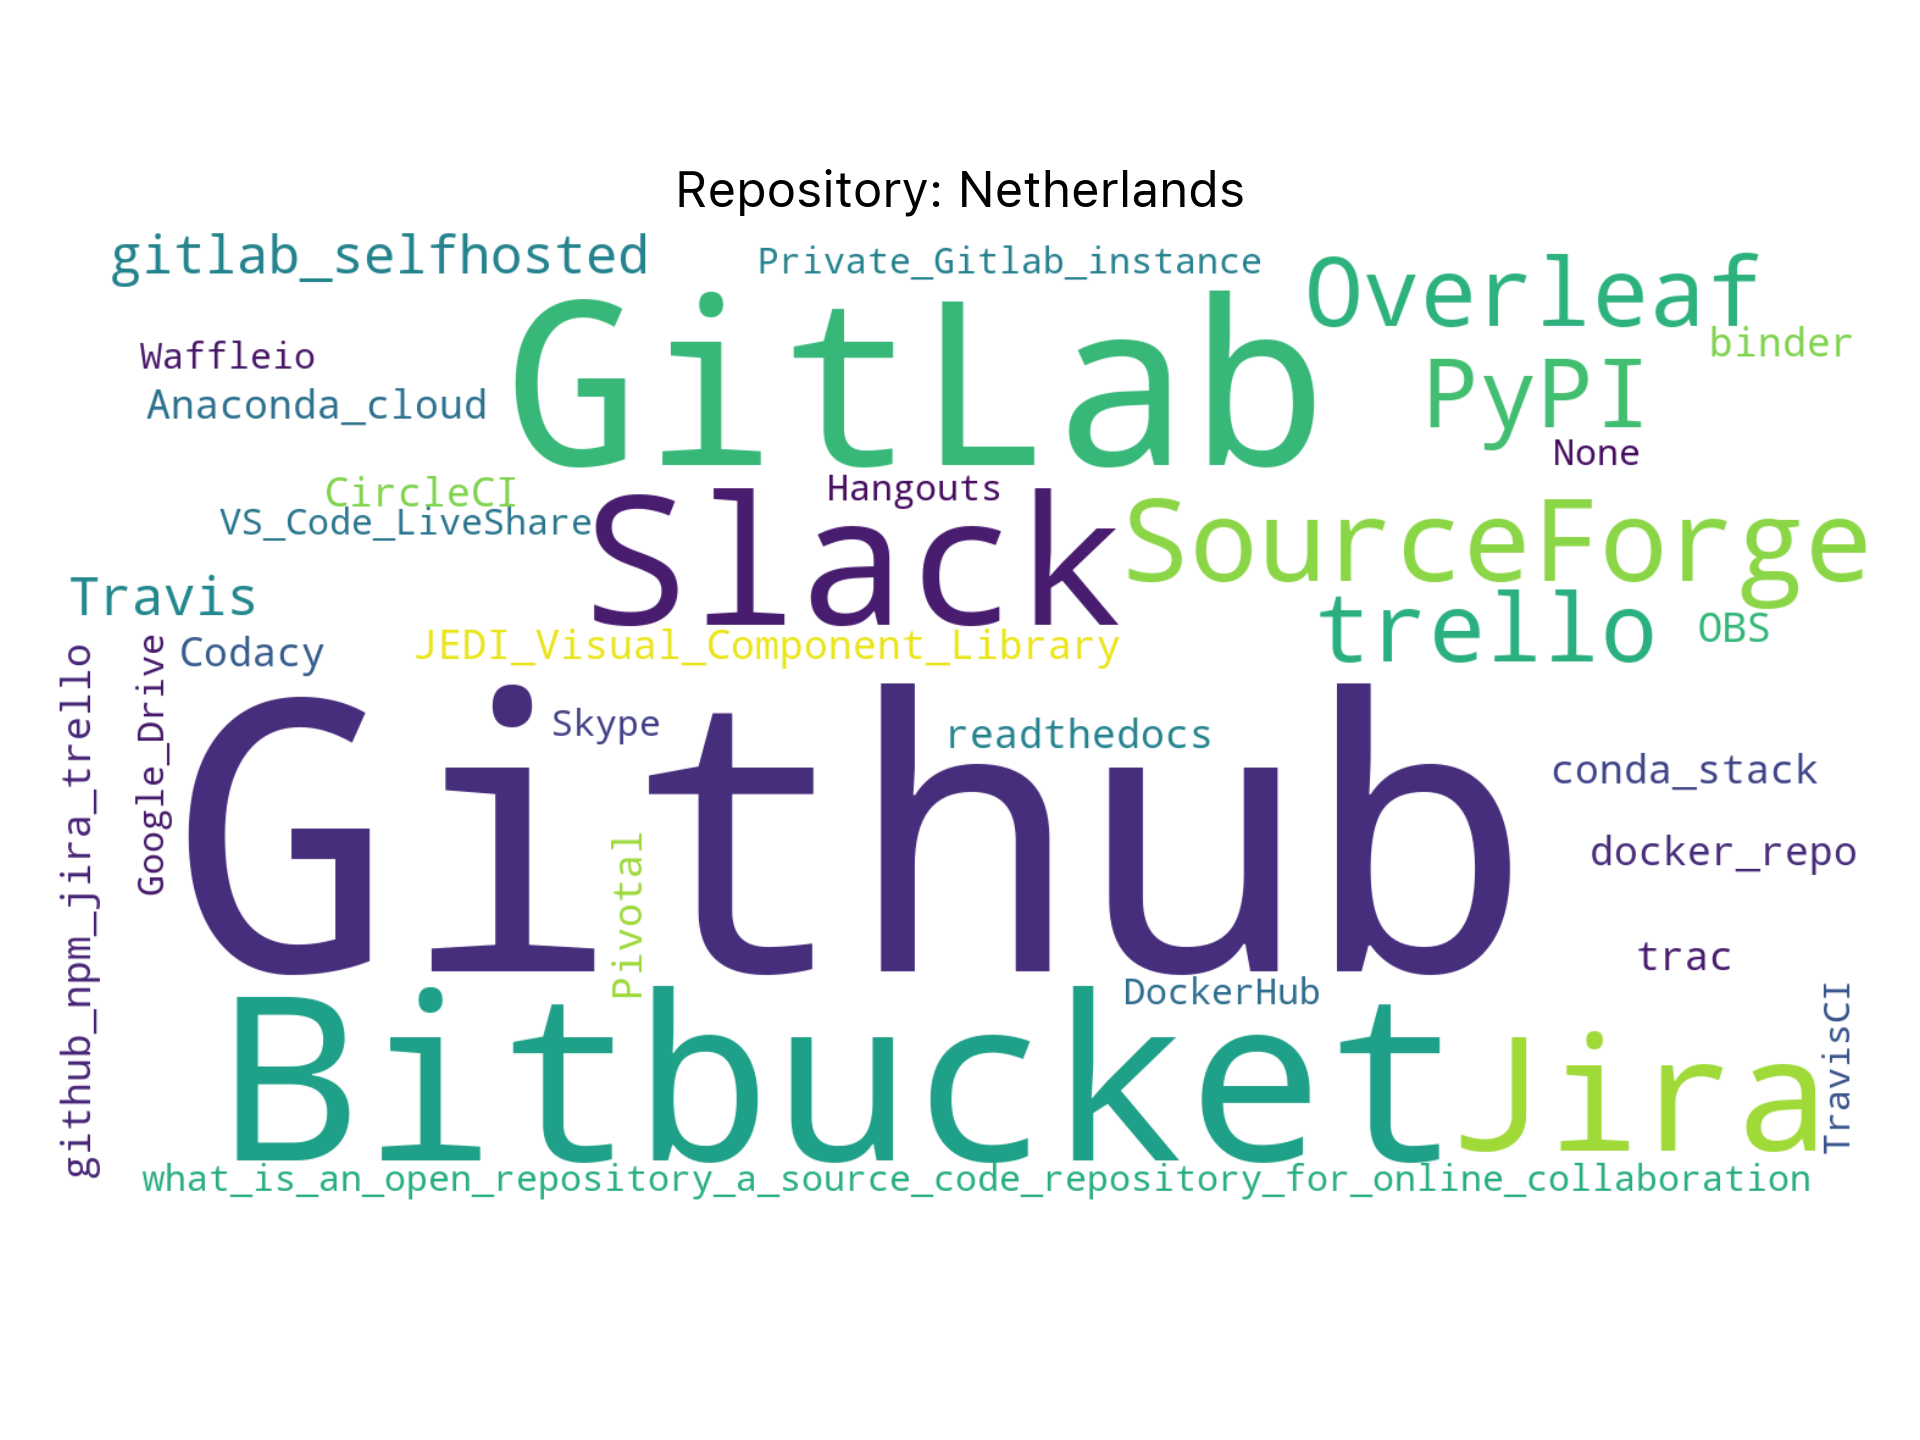 Repository: Netherlands
gitlab_selfhosted
Private_Gitlab_instance
Overleaf
GitLab
Waffleio
binder
Anaconda_cloud
PyPI
None
CircleCI
Hangouts
VS_Code_LiveShare
Slack
SourceForge
Travis
trello
OBS
Codacy
JEDI_Visual_Component_Library
github_npm_jira_trello
Google_Drive
Github
Skype
readthedocs
conda_stack
Pivotal
docker_repo
trac
DockerHub
Bitbucket
Jira
TravisCI
what_is_an_open_repository_a_source_code_repository_for_online_collaboration